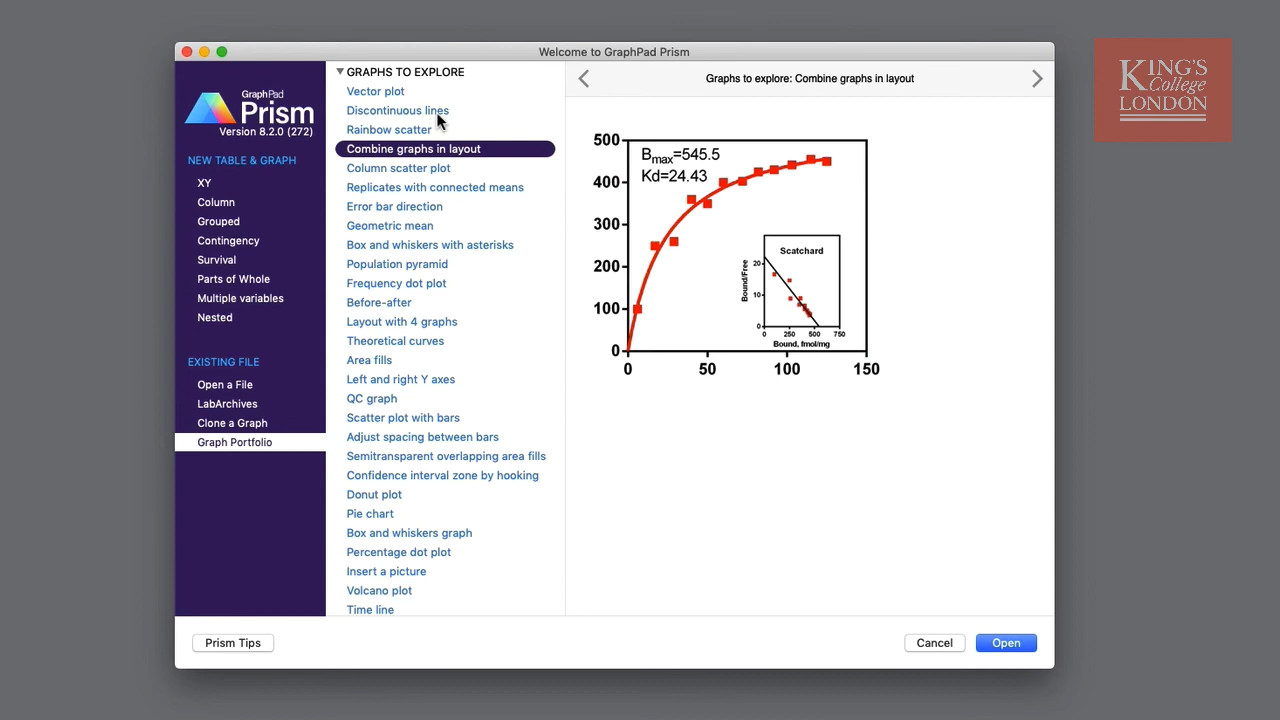 Welcome to GraphPad Prism
KING'S
College
LONDON
GraphPad
Prism
Version 8.2.0 (272)
NEW TABLE & GRAPH
XY
Column
Grouped
Contingency
Survival
Parts of Whole
Multiple variables
Nested
EXISTING FILE
Open a File
LabArchives
Clone a Graph
Graph Portfolio
GRAPHS TO EXPLORE
Vector plot
Discontinuous lines
Rainbow scatter
Combine graphs in layout
Column scatter plot
Replicates with connected means
Error bar direction
Geometric mean
Box and whiskers with asterisks
Population pyramid
Frequency dot plot
Before-after
Layout with 4 graphs
Theoretical curves
Area fills
Left and right Y axes
QC graph
Scatter plot with bars
Adjust spacing between bars
Semitransparent overlapping area fills
Confidence interval zone by hooking
Donut plot
Pie chart
Box and whiskers graph
Percentage dot plot
Insert a picture
Volcano plot
Time line
Graphs to explore: Combine graphs in layout
500
400
300
200
100
0
0 50 100 150
Bmax=545.5
Kd=24.43
Scatchard
Bound/Free
20
10
0
0 250 500 750
Bound, fmol/mg
Prism Tips
Cancel
Open